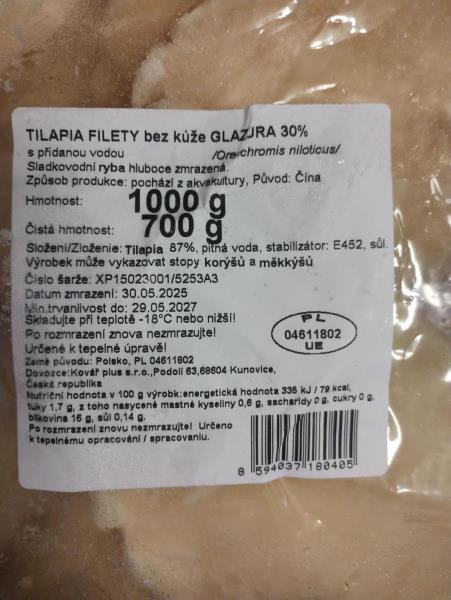 TILAPIA FILETY bez kůže GLAZURA 30%
s přidanou vodou /Oreichromis niloticus/
Sladkovodní ryba hluboce zmrazená.
Způsob produkce: pochází z akvakultury, Původ: Čína
Hmotnost: 1000 g
Čistá hmotnost: 700 g
Složení/Zloženie: Tilapia 87%, pitná voda, stabilizátor: E452, sůl.
Výrobek může vykazovat stopy korýšů a měkkýšů
Číslo šarže: XP15023001/5253A3
Datum zmrazení: 30.05.2025
Min.trvanlivost do: 29.05.2027
Skladujte při teplotě -18°C nebo nižší!
Po rozmrazení znova nezmrazujte!
Určené k tepelné úpravě!
Země původu: Polsko, PL 04611802
Dovozce:Kovář plus s.r.o.,Podolí 63,68604 Kunovice,
Česká republika
Nutriční hodnota v 100 g výrobk:energetická hodnota 335 kJ / 79 kcal,
tuky 1,7 g, z toho nasycené mastné kyseliny 0,6 g, sacharidy 0 g, cukry 0 g,
bílkovina 16 g, sůl 0,14 g.
Po rozmrazení znovu nezmrazujte! Určeno
k tepelnému opracování / spracovaniu.
PL
04611802
UE
8 594037 180405